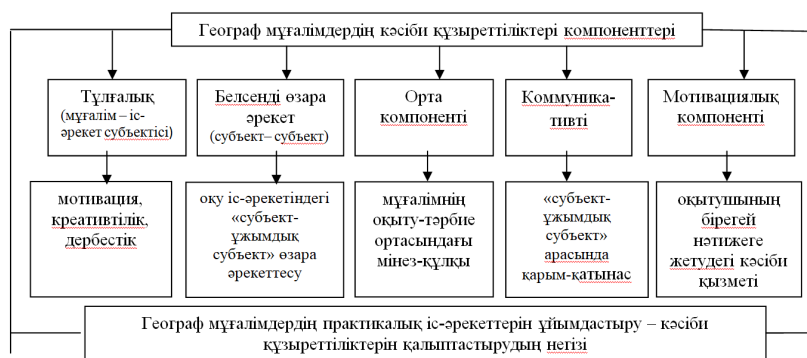 Географ мұғалімдердің кәсіби құзыреттіліктері компоненттері
Тұлғалық
(мұғалім – іс-
әрекет субъектісі)
Белсенді өзара
әрекет
(субъект– субъект)
Орта
компоненті
Коммуника-
тивті
Мотивациялық
компоненті
мотивация,
креативтілік,
дербестік
оқу іс-әрекетіндегі
«субъект-
ұжымдық
субъект» өзара
әрекеттесу
мұғалімнің
оқыту-тәрбие
ортасындағы
мінез-құлқы
«субъект-
ұжымдық
субъект»
арасында
қарым-қатынас
оқытушының
бірегей
нәтижеге
жетудегі кәсіби
қызметі
Географ мұғалімдердің практикалық іс-әрекеттерін ұйымдастыру – кәсіби
құзыреттіліктерін қалыптастырудың негізі